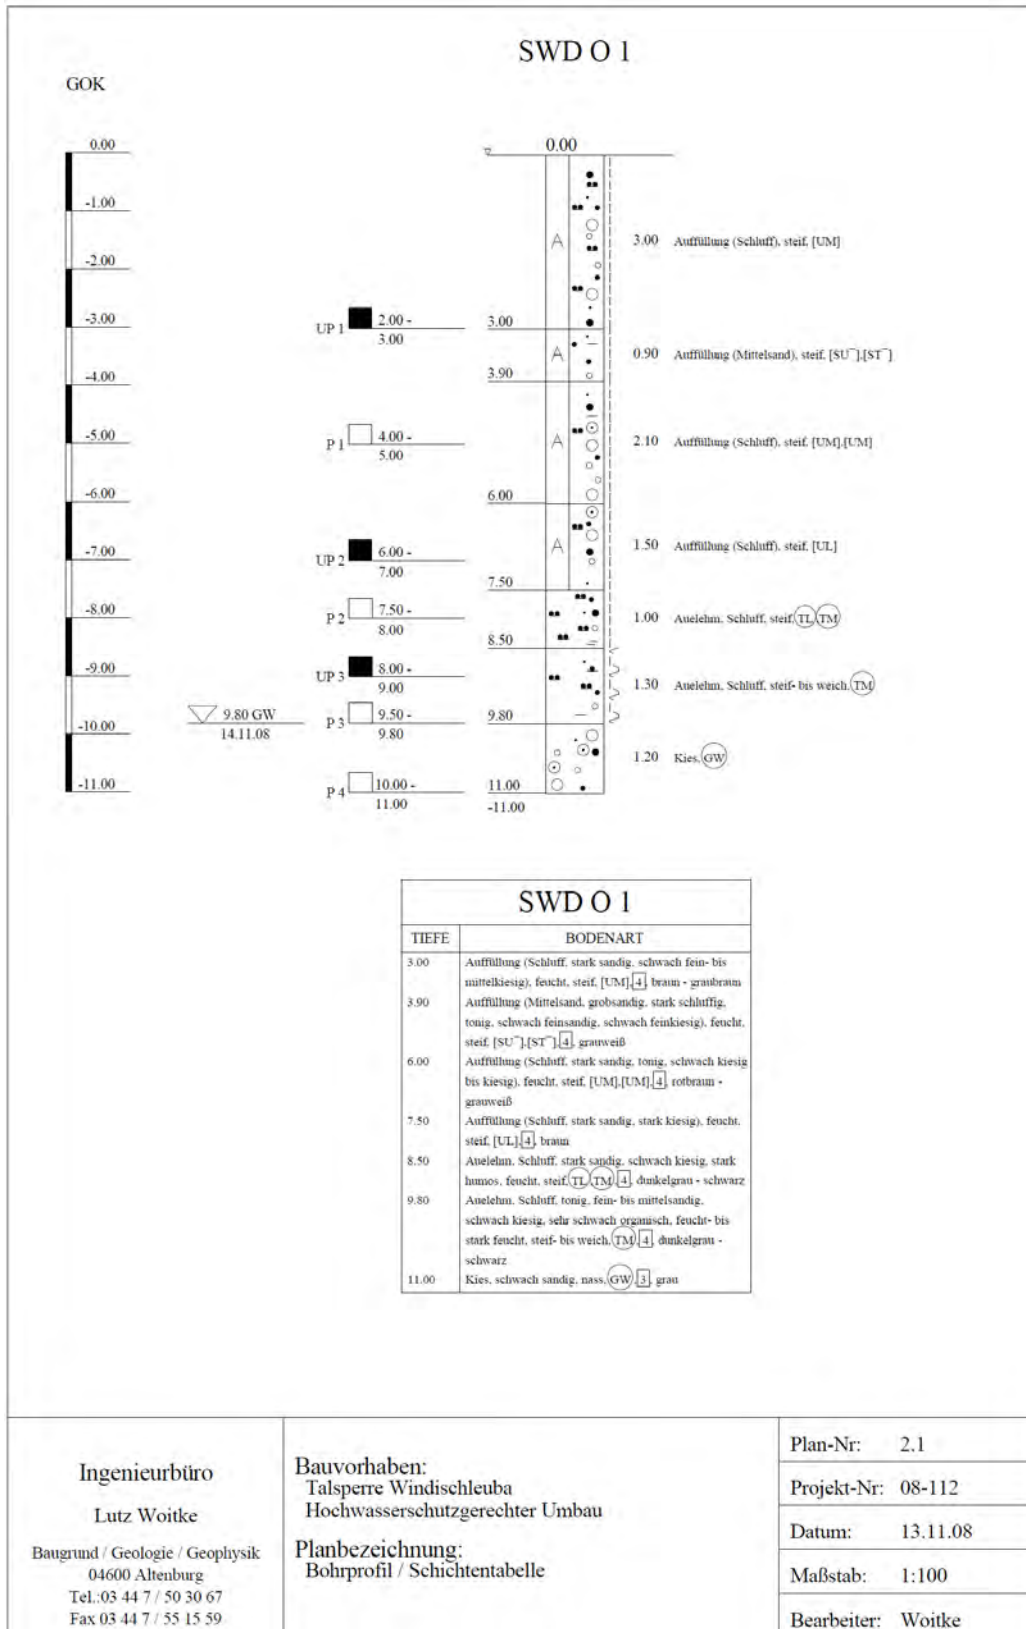 SWD O 1
GOK
0.00
-1.00
-2.00
-3.00
-4.00
-5.00
-6.00
-7.00
-8.00
-9.00
-10.00
-11.00
9.80 GW
14.11.08
UP 1 2.00 -
3.00
P 1 4.00 -
5.00
UP 2 6.00 -
7.00
P 2 7.50 -
8.00
UP 3 8.00 -
9.00
P 3 9.50 -
9.80
P 4 10.00 -
11.00
0.00
3.00
3.90
6.00
7.50
8.50
9.80
11.00
-11.00
A
A
A
A
3.00 Auffüllung (Schluff), steif, [UM]
0.90 Auffüllung (Mittelsand), steif, [SU¯],[ST¯]
2.10 Auffüllung (Schluff), steif, [UM],[UM]
1.50 Auffüllung (Schluff), steif, [UL]
1.00 Auelehm, Schluff, steif, TL, TM
1.30 Auelehm, Schluff, steif- bis weich, TM
1.20 Kies, GW
SWD O 1
TIEFE BODENART
3.00 Auffüllung (Schluff, stark sandig, schwach fein- bis
mittelkiesig), feucht, steif, [UM], 4, braun - graubraun
3.90 Auffüllung (Mittelsand, grobsandig, stark schluffig,
tonig, schwach feinsandig, schwach feinkiesig), feucht,
steif, [SU¯],[ST¯], 4, grauweiß
6.00 Auffüllung (Schluff, stark sandig, tonig, schwach kiesig
bis kiesig), feucht, steif, [UM],[UM], 4, rotbraun -
grauweiß
7.50 Auffüllung (Schluff, stark sandig, stark kiesig), feucht,
steif, [UL], 4, braun
8.50 Auelehm, Schluff, stark sandig, schwach kiesig, stark
humos, feucht, steif, TL, TM, 4, dunkelgrau - schwarz
9.80 Auelehm, Schluff, tonig, fein- bis mittelsandig,
schwach kiesig, sehr schwach organisch, feucht- bis
stark feucht, steif- bis weich, TM, 4, dunkelgrau -
schwarz
11.00 Kies, schwach sandig, nass, GW, 3, grau
Ingenieurbüro
Lutz Woitke
Baugrund / Geologie / Geophysik
04600 Altenburg
Tel.:03 44 7 / 50 30 67
Fax 03 44 7 / 55 15 59
Bauvorhaben:
Talsperre Windischleuba
Hochwasserschutzgerechter Umbau
Planbezeichnung:
Bohrprofil / Schichtentabelle
Plan-Nr: 2.1
Projekt-Nr: 08-112
Datum: 13.11.08
Maßstab: 1:100
Bearbeiter: Woitke